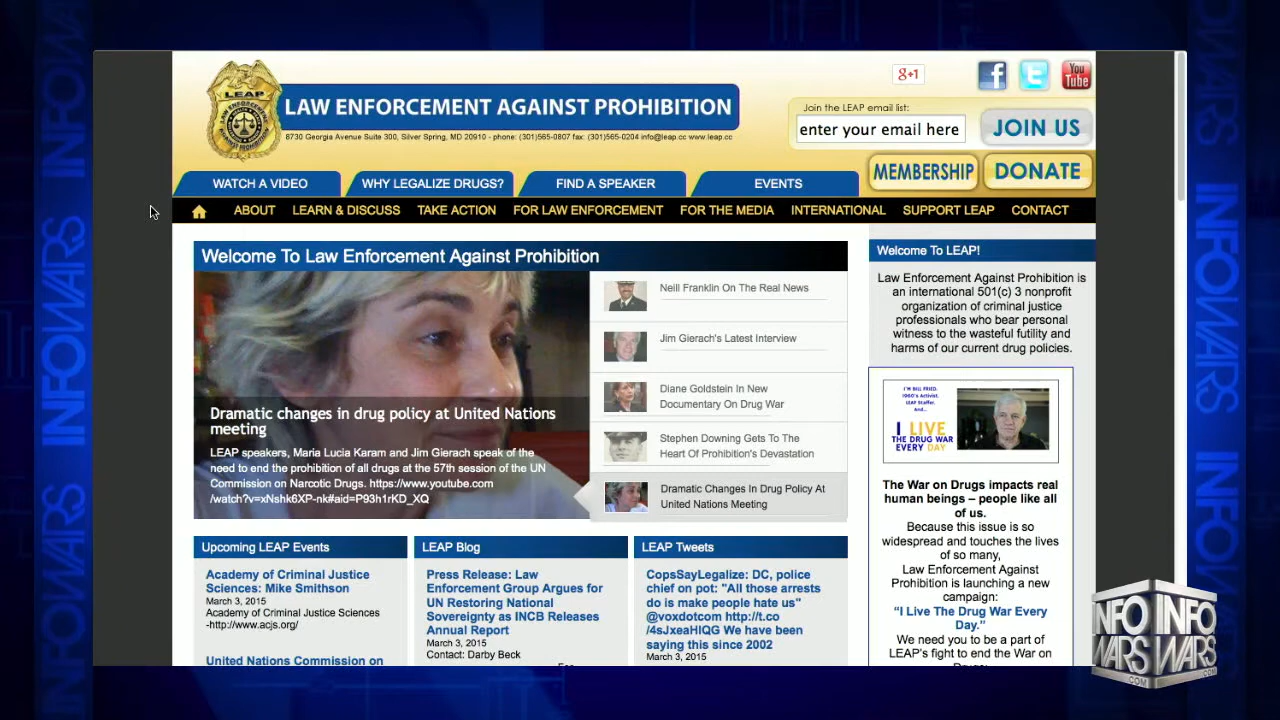 INFOWARS
LEAP
LAW ENFORCEMENT AGAINST PROHIBITION
8730 Georgia Avenue Suite 300, Silver Spring, MD 20910 - phone: (301)565-0807 fax: (301)565-0204 info@leap.cc www.leap.cc
g+1
f
t
You
Tube
Join the LEAP email list:
enter your email here
JOIN US
MEMBERSHIP
DONATE
WATCH A VIDEO
WHY LEGALIZE DRUGS?
FIND A SPEAKER
EVENTS
ABOUT
LEARN & DISCUSS
TAKE ACTION
FOR LAW ENFORCEMENT
FOR THE MEDIA
INTERNATIONAL
SUPPORT LEAP
CONTACT
Welcome To Law Enforcement Against Prohibition
Dramatic changes in drug policy at United Nations
meeting
LEAP speakers, Maria Lucia Karam and Jim Gierach speak of the
need to end the prohibition of all drugs at the 57th session of the UN
Commission on Narcotic Drugs. https://www.youtube.com
/watch?v=xNshk6XP-nk#aid=P93h1rKD_XQ
Neill Franklin On The Real News
Jim Gierach's Latest Interview
Diane Goldstein In New
Documentary On Drug War
Stephen Downing Gets To The
Heart Of Prohibition's Devastation
Dramatic Changes In Drug Policy At
United Nations Meeting
Welcome To LEAP!
Law Enforcement Against Prohibition is
an international 501(c) 3 nonprofit
organization of criminal justice
professionals who bear personal
witness to the wasteful futility and
harms of our current drug policies.
I'M BILL FRIED.
1960's Activist.
LEAP Staffer.
And...
I LIVE
THE DRUG WAR
EVERY DAY
The War on Drugs impacts real
human beings – people like all
of us.
Because this issue is so
widespread and touches the lives
of so many,
Law Enforcement Against
Prohibition is launching a new
campaign:
“I Live The Drug War Every
Day.”
We need you to be a part of
LEAP's fight to end the War on
Drugs:
Upcoming LEAP Events
Academy of Criminal Justice
Sciences: Mike Smithson
March 3, 2015
Academy of Criminal Justice Sciences
-http://www.acjs.org/
United Nations Commission on
LEAP Blog
Press Release: Law
Enforcement Group Argues for
UN Restoring National
Sovereignty as INCB Releases
Annual Report
March 3, 2015
Contact: Darby Beck
LEAP Tweets
CopsSayLegalize: DC, police
chief on pot: "All those arrests
do is make people hate us"
@voxdotcom http://t.co
/4sJxeaHIQG We have been
saying this since 2002
March 3, 2015
INFOWARS
INFO
WARS
.COM
INFO
WARS
.COM